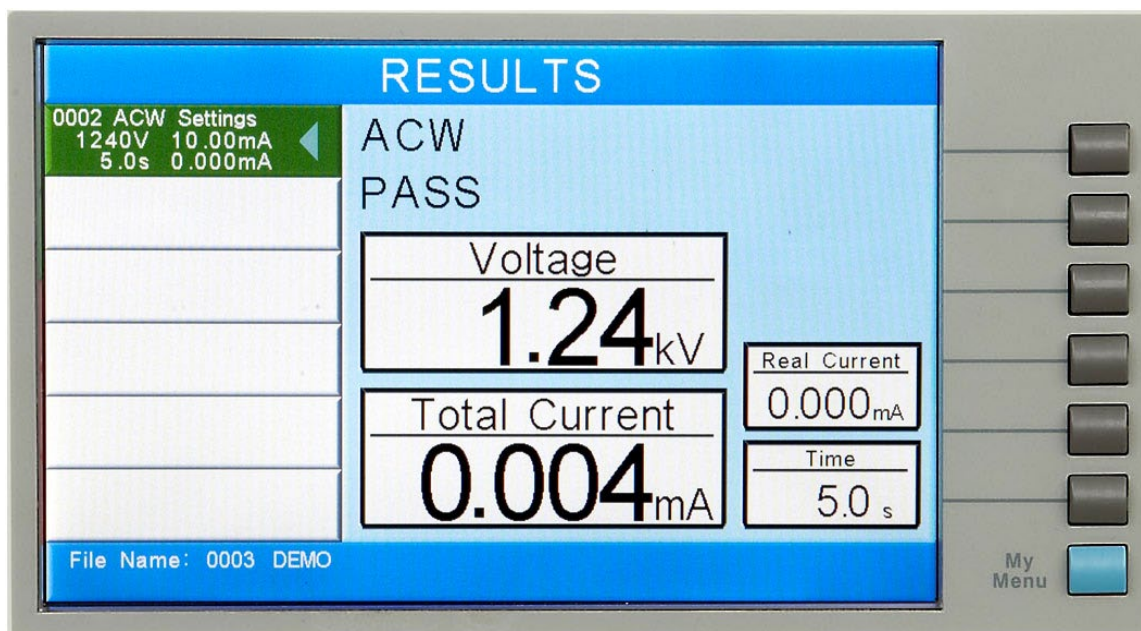 RESULTS
0002 ACW Settings
1240V 10.00mA
5.0s 0.000mA
ACW
PASS
Voltage
1.24kV
Total Current
0.004mA
Real Current
0.000mA
Time
5.0 s
File Name: 0003 DEMO
My
Menu